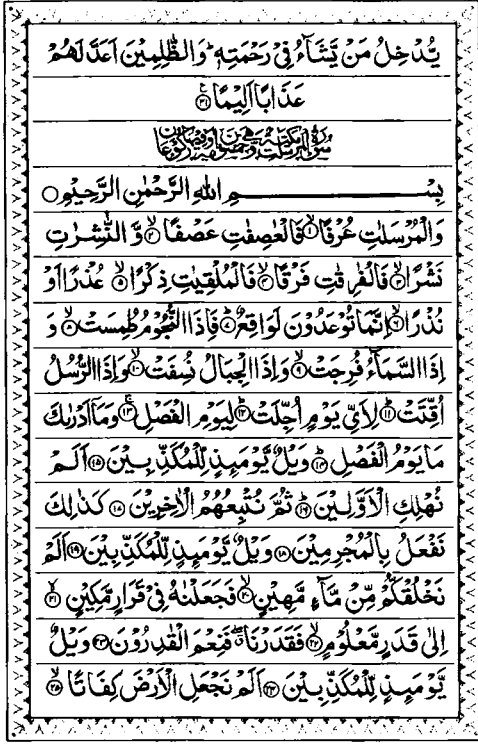 يُّدْخِلُ مَنْ يَّشَآءُ فِيْ رَحْمَتِهٖ ؕ وَالظّٰلِمِيْنَ اَعَدَّ لَهُمْ
عَذَابًا اَلِيْمًا ۟ ﴿۳۱﴾ ع
بِسْمِ اللهِ الرَّحْمٰنِ الرَّحِيْمِ ○
وَالْمُرْسَلٰتِ عُرْفًا ۙ﴿۱﴾ فَالْعٰصِفٰتِ عَصْفًا ۙ﴿۲﴾ وَّ النّٰشِرٰتِ
نَشْرًا ۙ﴿۳﴾ فَالْفٰرِقٰتِ فَرْقًا ۙ﴿۴﴾ فَالْمُلْقِيٰتِ ذِكْرًا ۙ﴿۵﴾ عُذْرًا اَوْ
نُذْرًا ۙ﴿۶﴾ اِنَّمَا تُوْعَدُوْنَ لَوَاقِعٌ ؕ﴿۷﴾ فَاِذَا النُّجُوْمُ طُمِسَتْ ۙ﴿۸﴾ وَ
اِذَا السَّمَآءُ فُرِجَتْ ۙ﴿۹﴾ وَاِذَا الْجِبَالُ نُسِفَتْ ۙ﴿۱۰﴾ وَاِذَا الرُّسُلُ
اُقِّتَتْ ؕ﴿۱۱﴾ لِاَيِّ يَوْمٍ اُجِّلَتْ ؕ﴿۱۲﴾ لِيَوْمِ الْفَصْلِ ۚ﴿۱۳﴾ وَمَاۤ اَدْرٰىكَ
مَا يَوْمُ الْفَصْلِ ؕ﴿۱۴﴾ وَيْلٌ يَّوْمَىِٕذٍ لِّلْمُكَذِّبِيْنَ ﴿۱۵﴾ اَلَمْ
نُهْلِكِ الْاَوَّلِيْنَ ؕ﴿۱۶﴾ ثُمَّ نُتْبِعُهُمُ الْاٰخِرِيْنَ ﴿۱۷﴾ كَذٰلِكَ
نَفْعَلُ بِالْمُجْرِمِيْنَ ﴿۱۸﴾ وَيْلٌ يَّوْمَىِٕذٍ لِّلْمُكَذِّبِيْنَ ﴿۱۹﴾ اَلَمْ
نَخْلُقْكُّمْ مِّنْ مَّآءٍ مَّهِيْنٍ ۙ﴿۲۰﴾ فَجَعَلْنٰهُ فِيْ قَرَارٍ مَّكِيْنٍ ۙ﴿۲۱﴾
اِلٰى قَدَرٍ مَّعْلُوْمٍ ۙ﴿۲۲﴾ فَقَدَرْنَا ۖ فَنِعْمَ الْقٰدِرُوْنَ ﴿۲۳﴾ وَيْلٌ
يَّوْمَىِٕذٍ لِّلْمُكَذِّبِيْنَ ﴿۲۴﴾ اَلَمْ نَجْعَلِ الْاَرْضَ كِفَاتًا ۙ﴿۲۵﴾